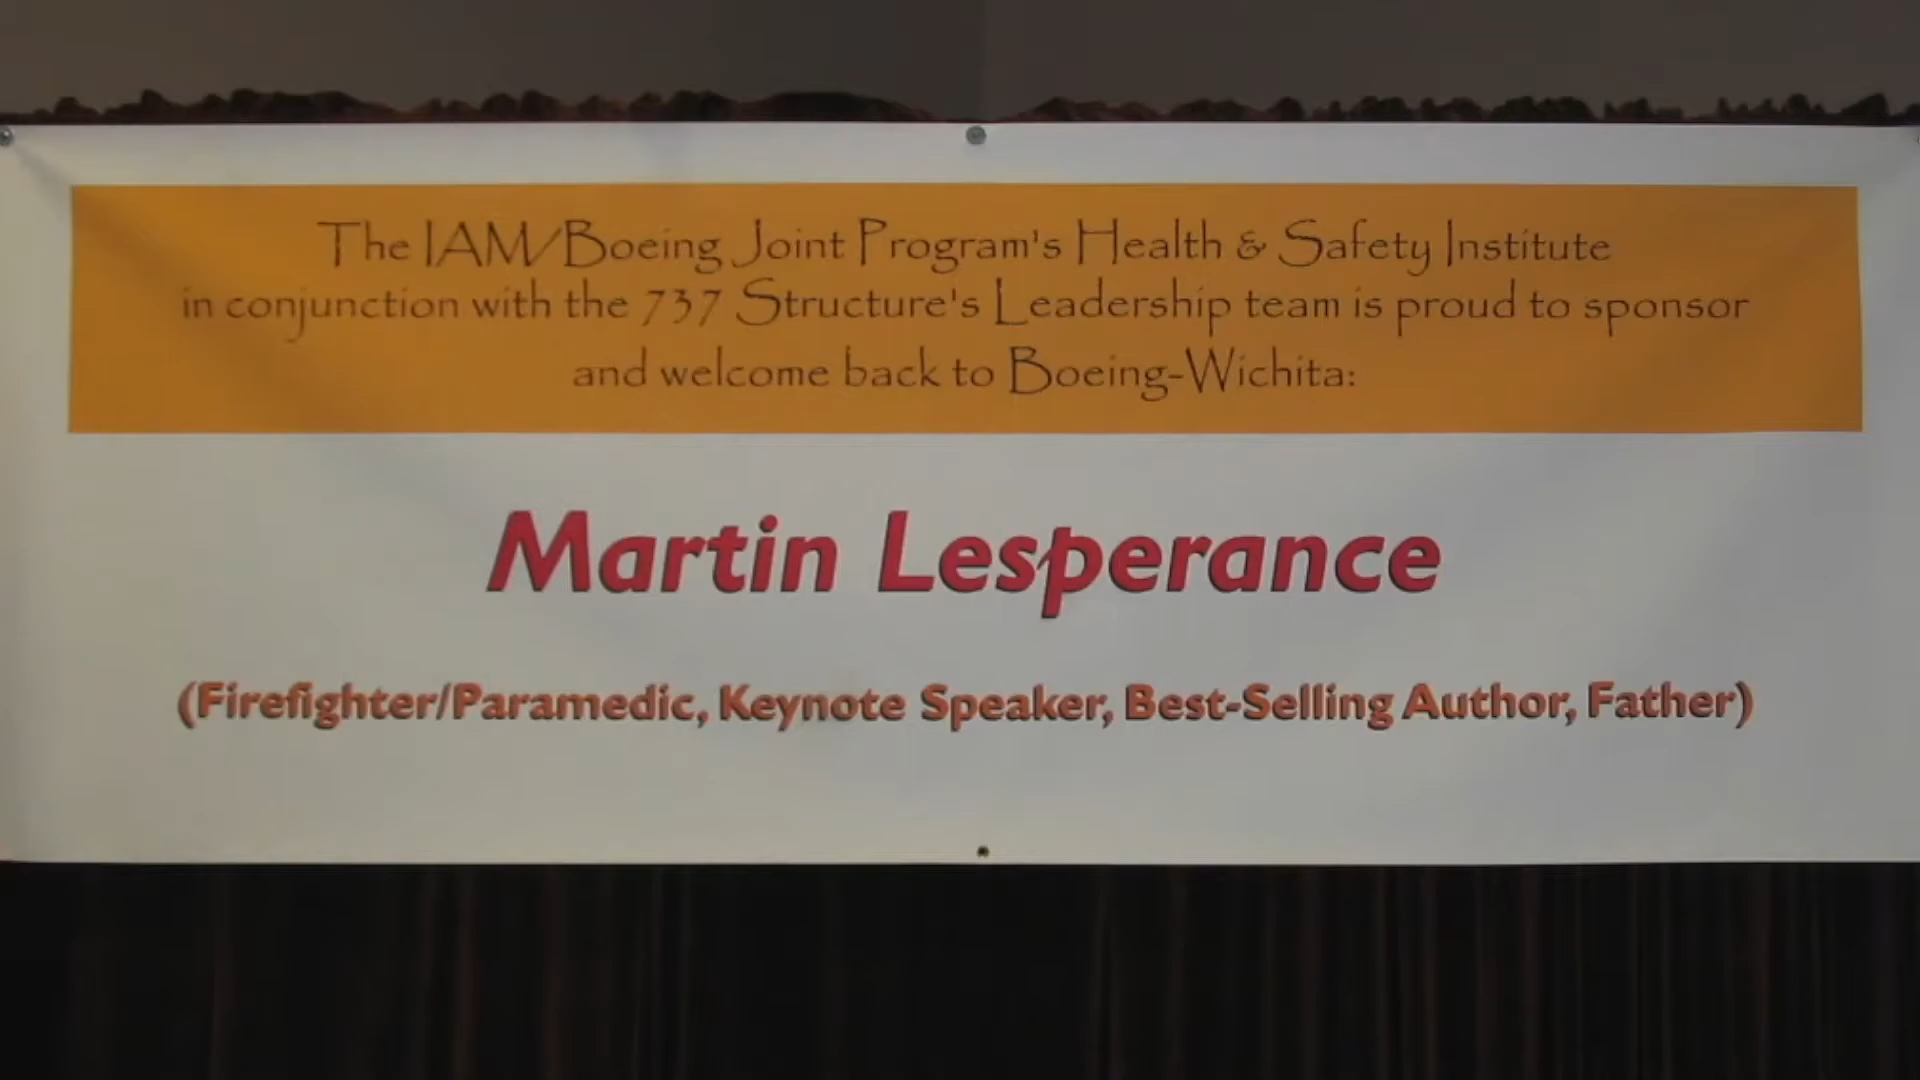 The IAM/Boeing Joint Program's Health & Safety Institute
in conjunction with the 737 Structure's Leadership team is proud to sponsor
and welcome back to Boeing-Wichita:
Martin Lesperance
(Firefighter/Paramedic, Keynote Speaker, Best-Selling Author, Father)